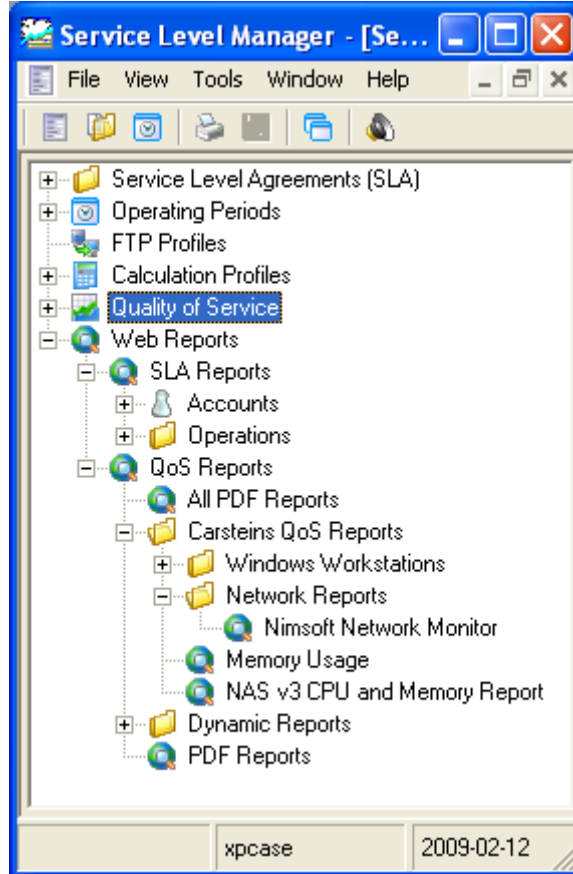 Service Level Manager - [Se...
File View Tools Window Help
Service Level Agreements (SLA)
Operating Periods
FTP Profiles
Calculation Profiles
Quality of Service
Web Reports
SLA Reports
Accounts
Operations
QoS Reports
All PDF Reports
Carsteins QoS Reports
Windows Workstations
Network Reports
Nimsoft Network Monitor
Memory Usage
NAS v3 CPU and Memory Report
Dynamic Reports
PDF Reports
xpcase 2009-02-12